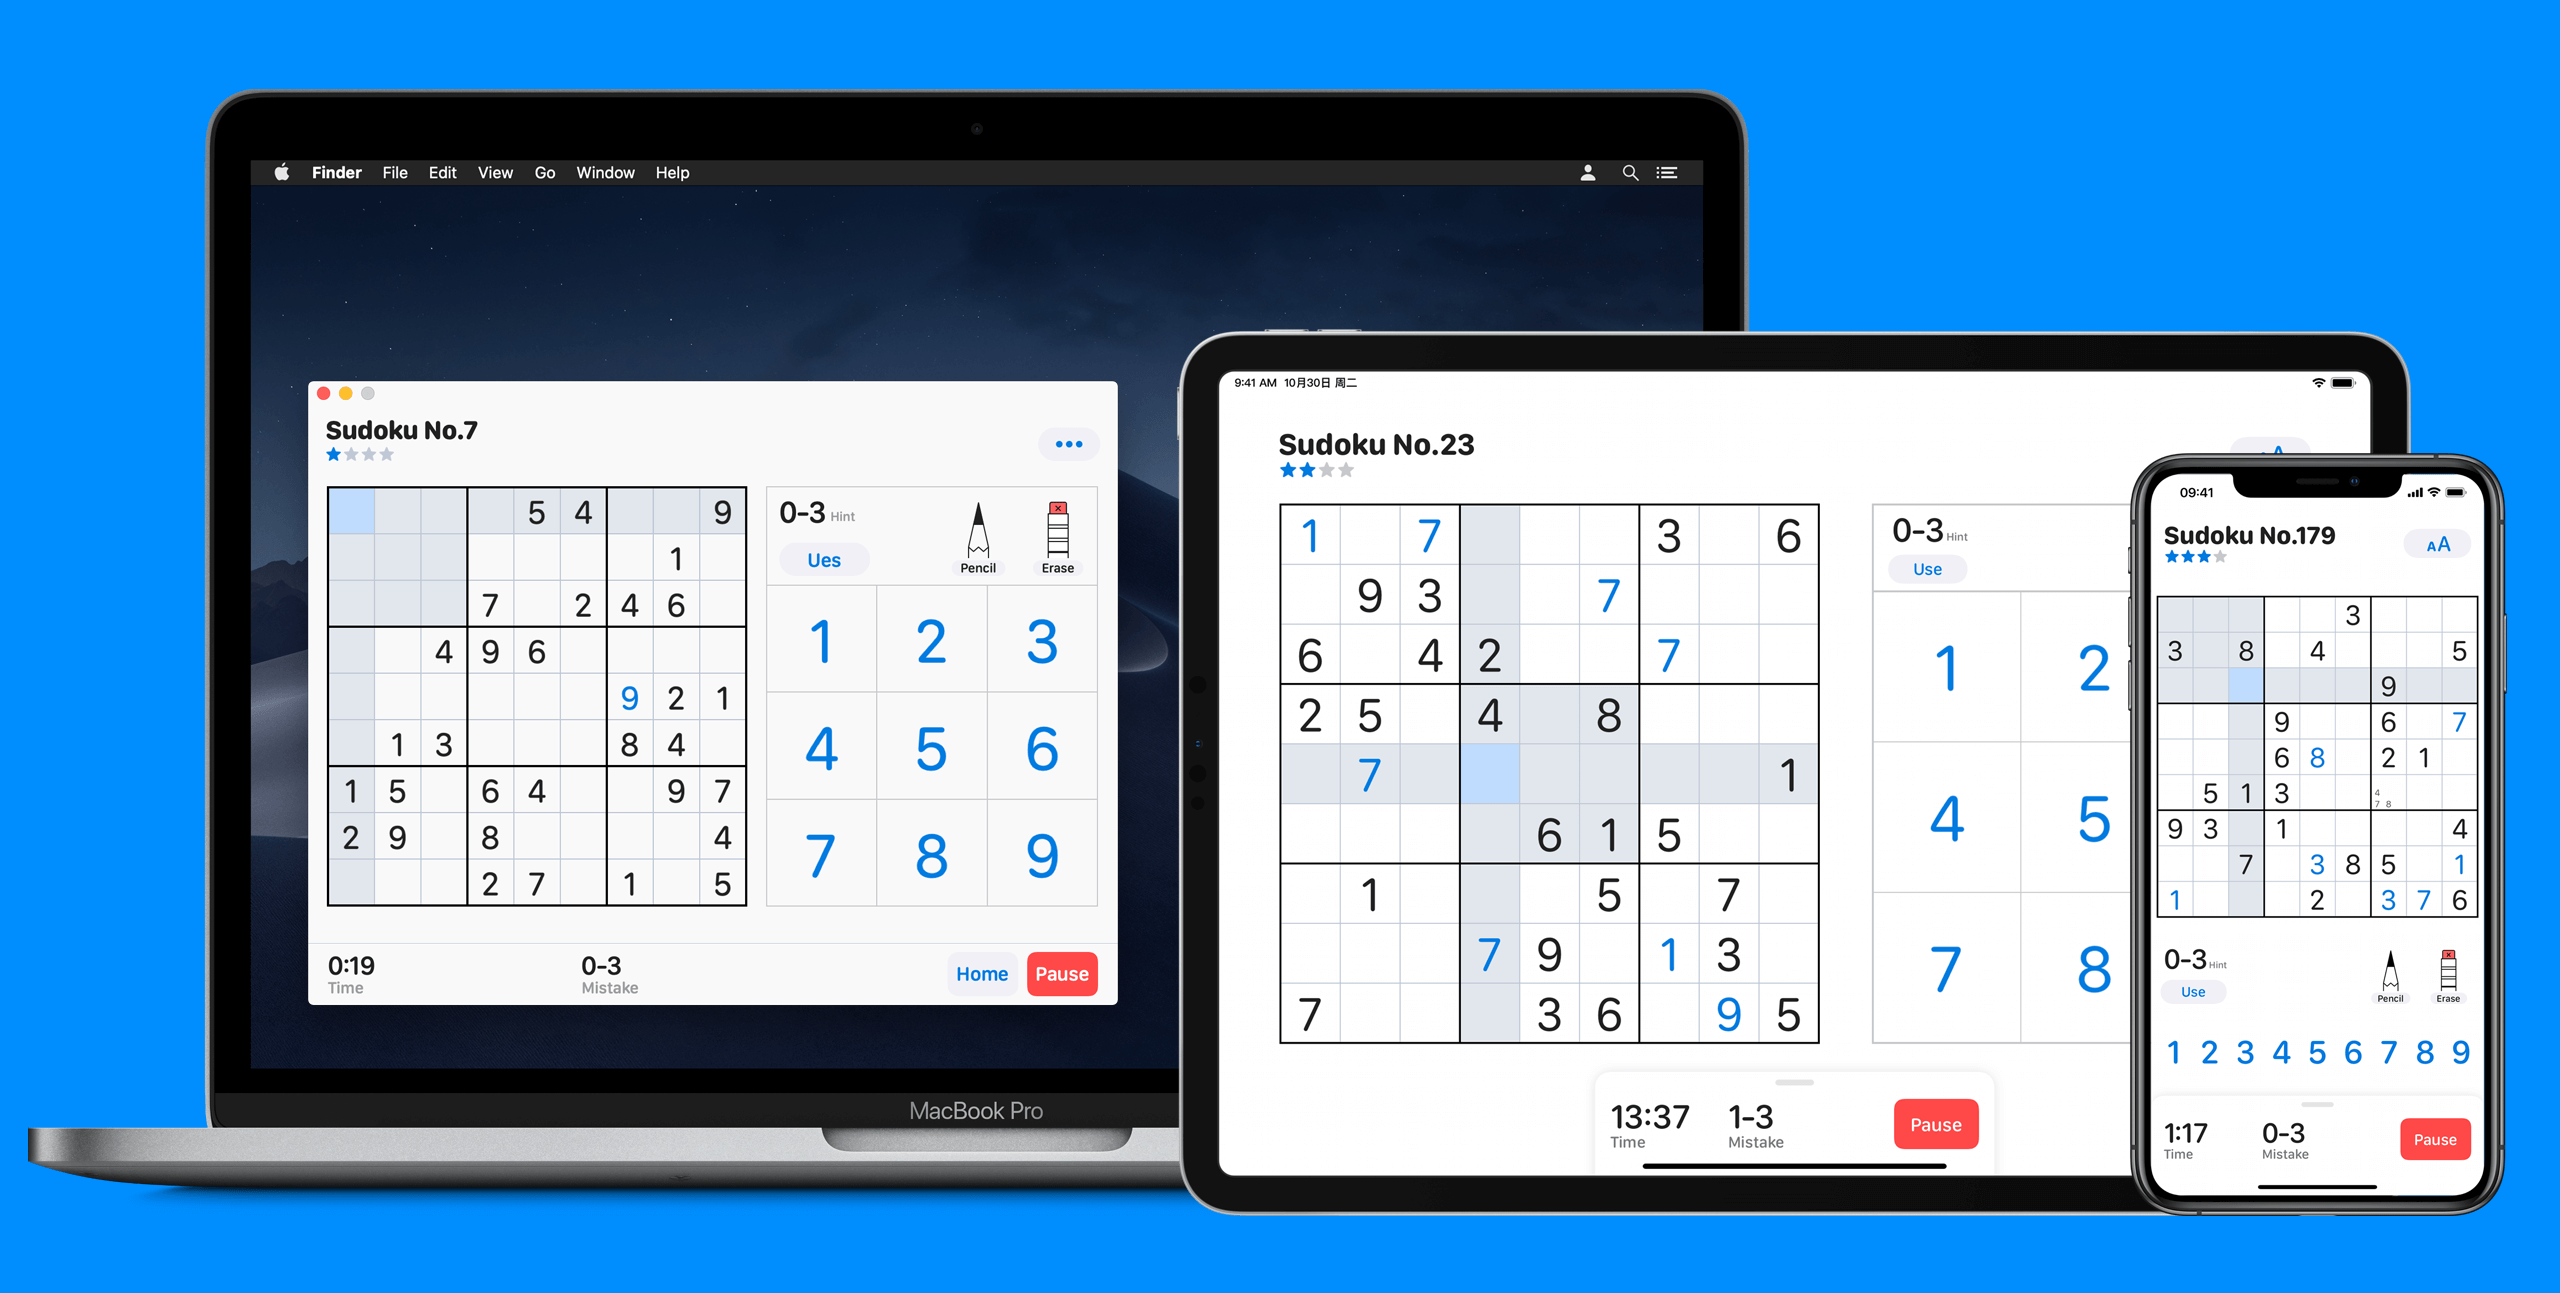 Finder File Edit View Go Window Help
Sudoku No.7
5 4 9
1
7 2 4 6
4 9 6
9 2 1
1 3 8 4
1 5 6 4 9 7
2 9 8 4
2 7 1 5
0-3 Hint
Ues
Pencil
Erase
1 2 3
4 5 6
7 8 9
0:19
Time
0-3
Mistake
Home
Pause
MacBook Pro
9:41 AM 10月30日 周二
Sudoku No.23
1 7 3 6
9 3 7
6 4 2 7
2 5 4 8
7 1
6 1 5
1 5 7
7 9 1 3
7 3 6 9 5
0-3 Hint
Use
1 2
4 5
7 8
13:37
Time
1-3
Mistake
Pause
09:41
Sudoku No.179
AA
3
3 8 4 5
9
9 6 7
6 8 2 1
5 1 3 4 7 8
9 3 1 4
7 3 8 5 1
1 2 3 7 6
0-3 Hint
Use
Pencil
Erase
1 2 3 4 5 6 7 8 9
1:17
Time
0-3
Mistake
Pause